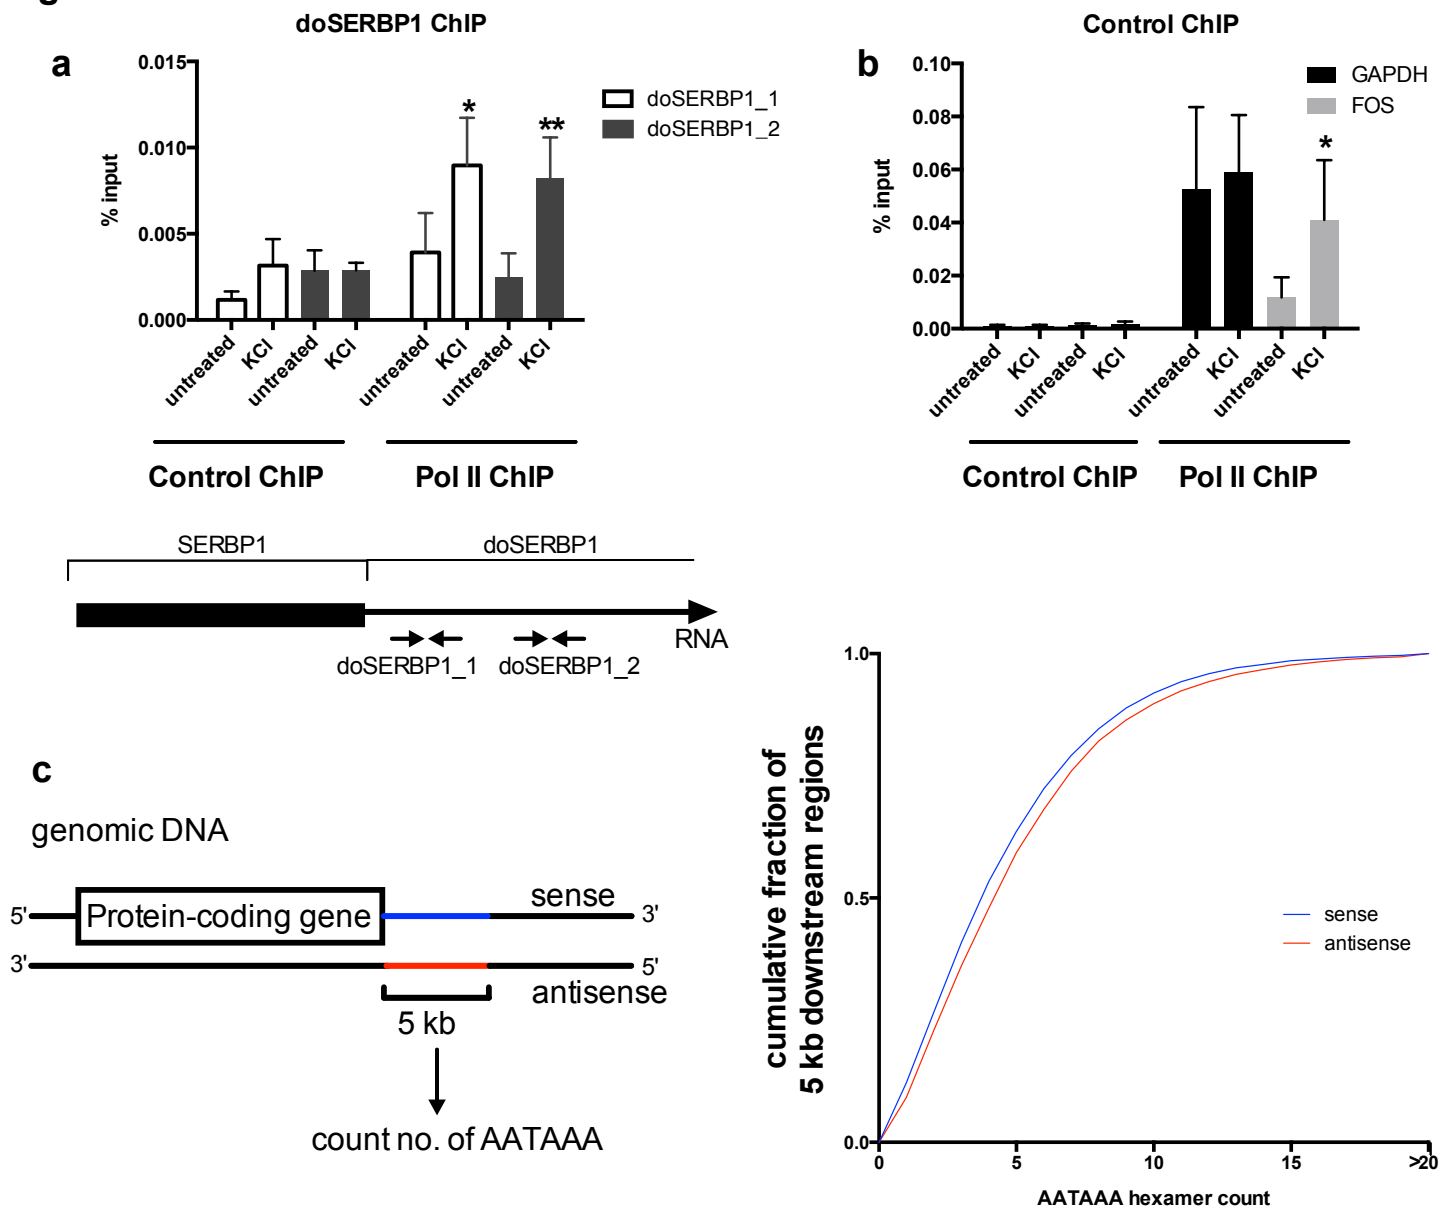 doSERBP1 ChIP
a
0.015
0.010
0.005
0.000
% input
*
**
doSERBP1_1
doSERBP1_2
untreated
KCl
untreated
KCl
untreated
KCl
untreated
KCl
Control ChIP
Pol II ChIP
Control ChIP
b
0.10
0.08
0.06
0.04
0.02
0.00
% input
*
GAPDH
FOS
untreated
KCl
untreated
KCl
untreated
KCl
untreated
KCl
Control ChIP
Pol II ChIP
SERBP1
doSERBP1
RNA
doSERBP1_1
doSERBP1_2
c
genomic DNA
5'
Protein-coding gene
sense
3'
3'
5'
antisense
5 kb
count no. of AATAAA
cumulative fraction of
5 kb downstream regions
1.0
0.5
0.0
sense
antisense
0
5
10
15
>20
AATAAA hexamer count